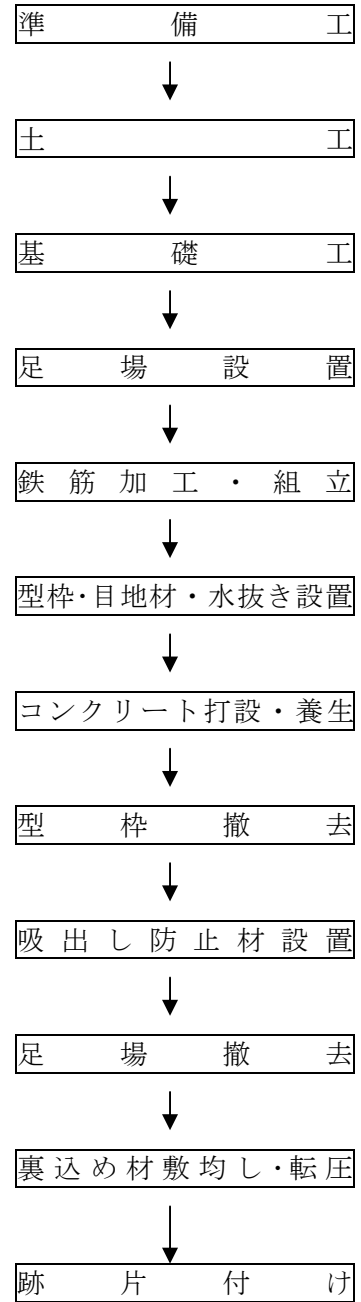 準備工
土工
基礎工
足場設置
鉄筋加工・組立
型枠・目地材・水抜き設置
コンクリート打設・養生
型枠撤去
吸出し防止材設置
足場撤去
裏込め材敷均し・転圧
跡片付け